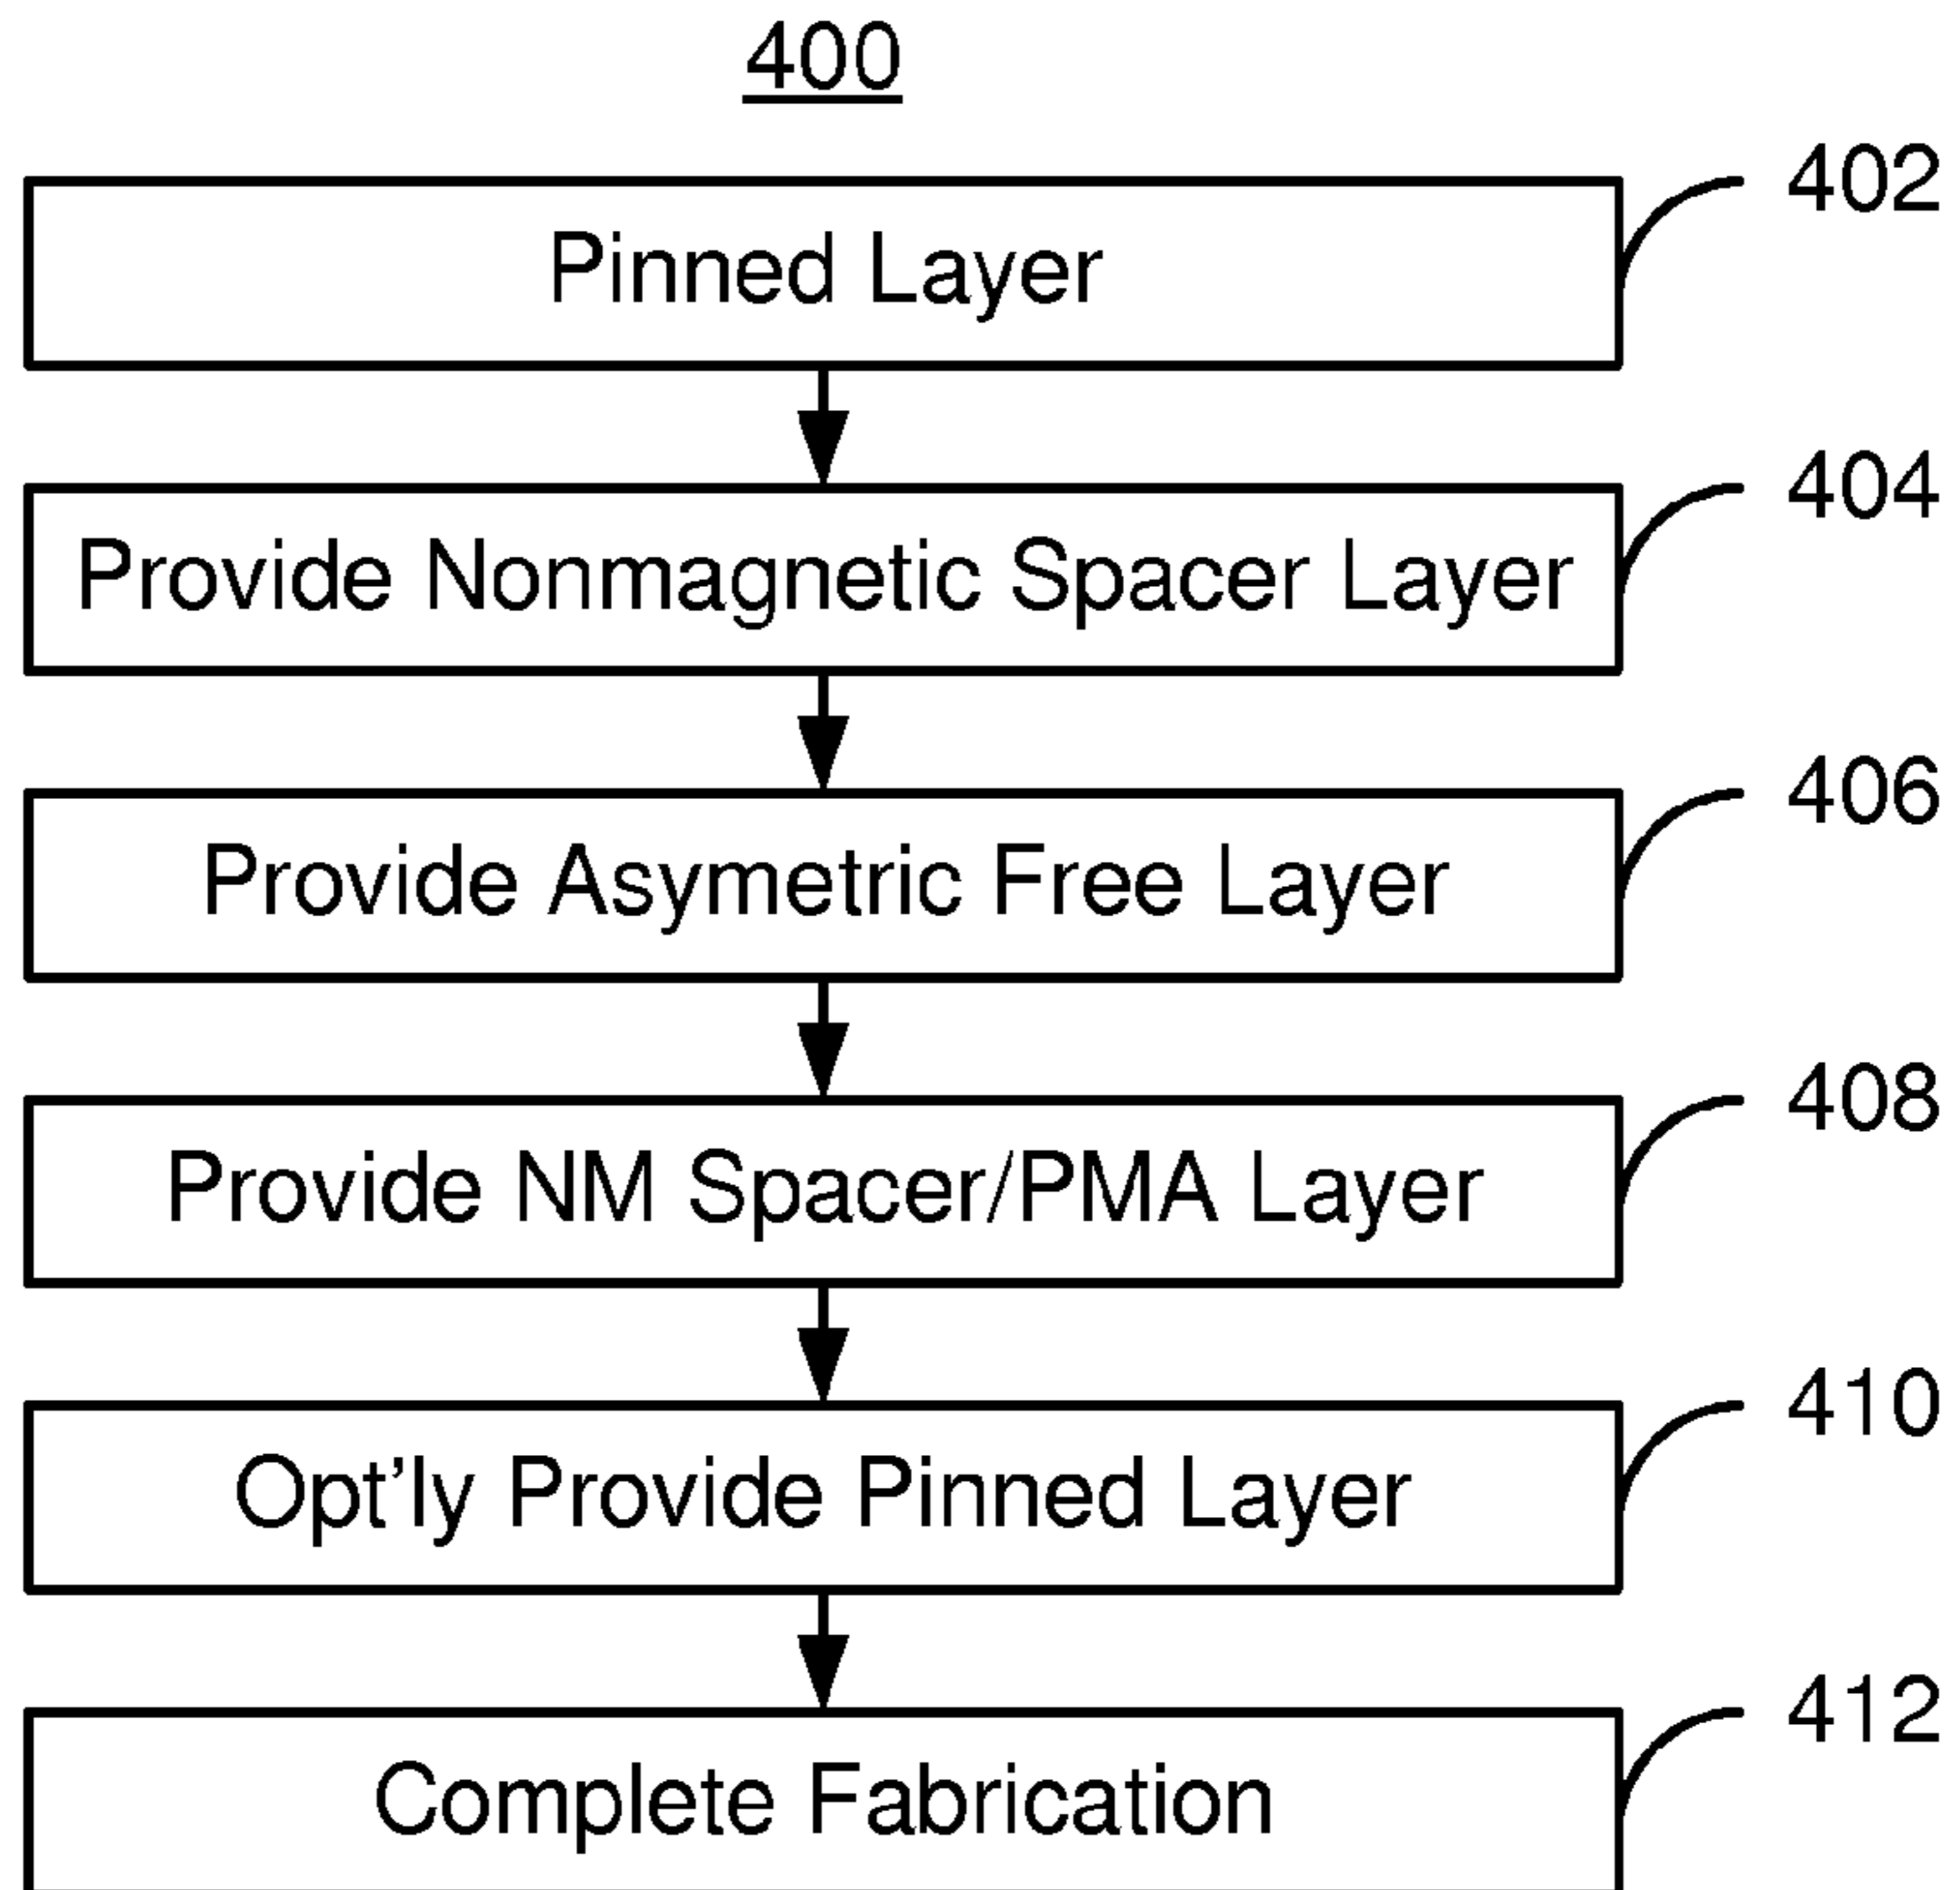 400
402
Pinned Layer
404
Provide Nonmagnetic Spacer Layer
406
Provide Asymetric Free Layer
408
Provide NM Spacer/PMA Layer
410
Opt'ly Provide Pinned Layer
412
Complete Fabrication